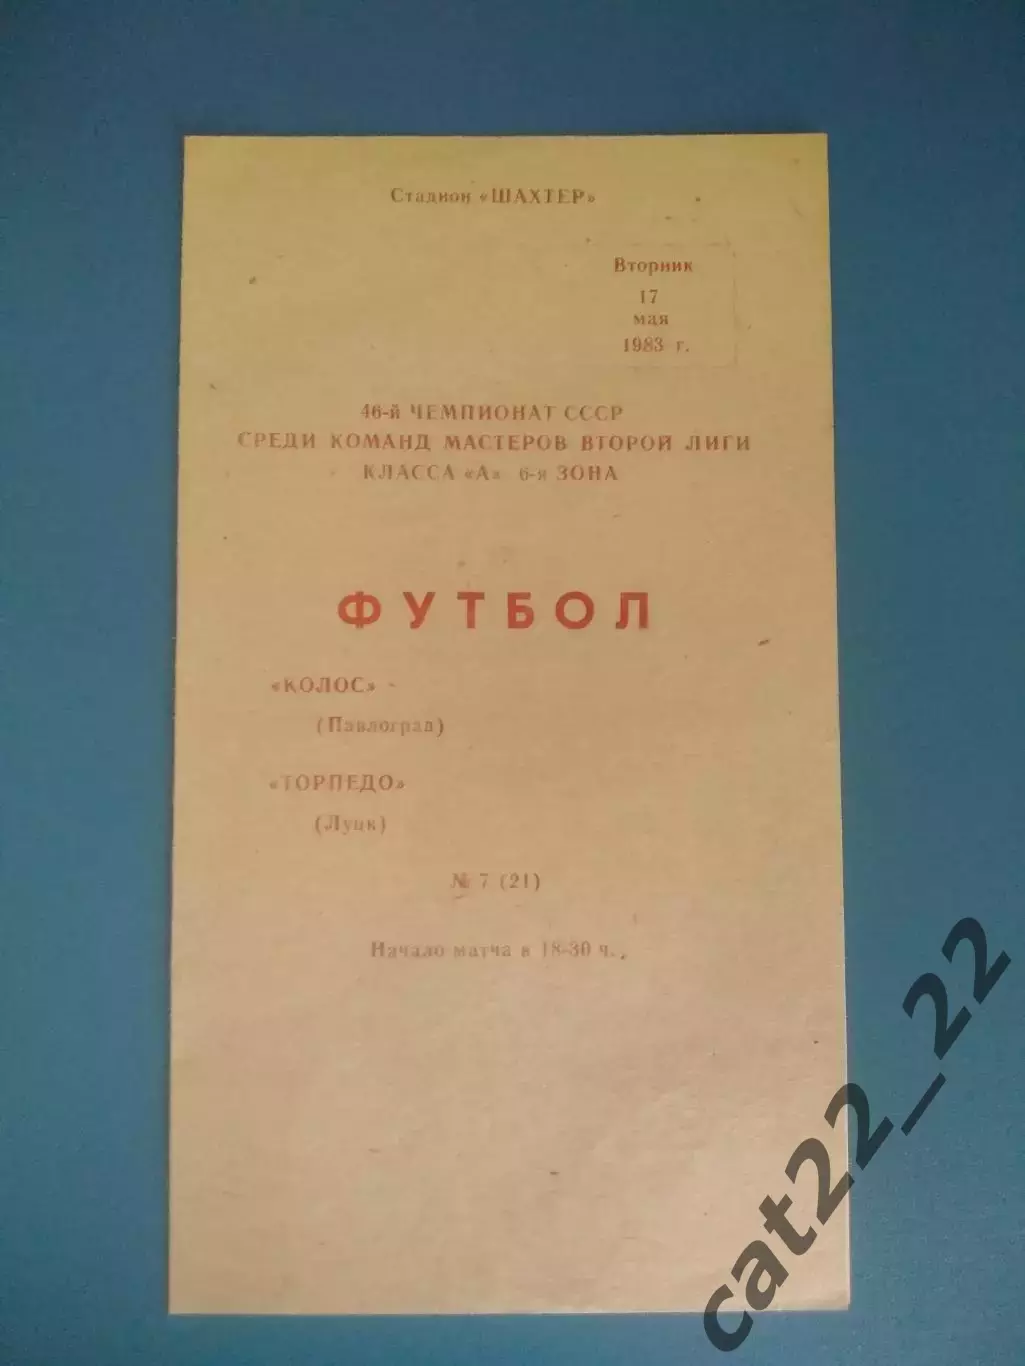 Стадион «ШАХТЕР»
Вторник
17
мая
1983 г.
46-й ЧЕМПИОНАТ СССР
СРЕДИ КОМАНД МАСТЕРОВ ВТОРОЙ ЛИГИ
КЛАССА «А» 6-я ЗОНА
ФУТБОЛ
«КОЛОС» -
(Павлоград)
«ТОРПЕДО»
(Луцк)
№ 7 (21)
Начало матча в 18-30 ч.
cat22_22